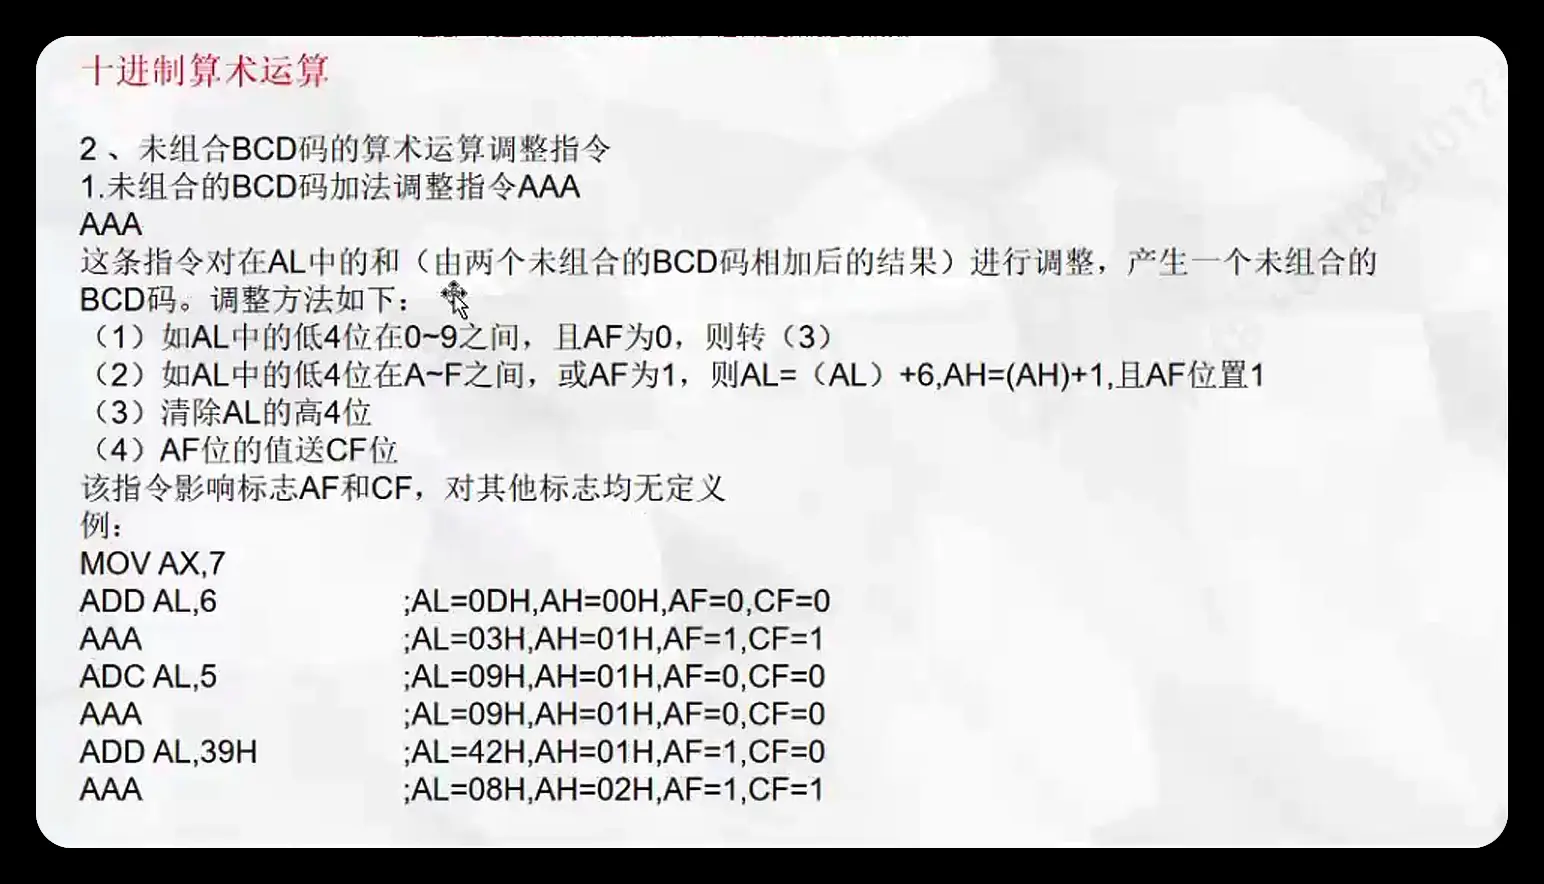 十进制算术运算
2 、未组合BCD码的算术运算调整指令
1.未组合的BCD码加法调整指令AAA
AAA
这条指令对在AL中的和（由两个未组合的BCD码相加后的结果）进行调整，产生一个未组合的
BCD码。调整方法如下：
（1）如AL中的低4位在0~9之间，且AF为0，则转（3）
（2）如AL中的低4位在A~F之间，或AF为1，则AL=（AL）+6,AH=(AH)+1,且AF位置1
（3）清除AL的高4位
（4）AF位的值送CF位
该指令影响标志AF和CF，对其他标志均无定义
例：
MOV AX,7
ADD AL,6 ;AL=0DH,AH=00H,AF=0,CF=0
AAA ;AL=03H,AH=01H,AF=1,CF=1
ADC AL,5 ;AL=09H,AH=01H,AF=0,CF=0
AAA ;AL=09H,AH=01H,AF=0,CF=0
ADD AL,39H ;AL=42H,AH=01H,AF=1,CF=0
AAA ;AL=08H,AH=02H,AF=1,CF=1